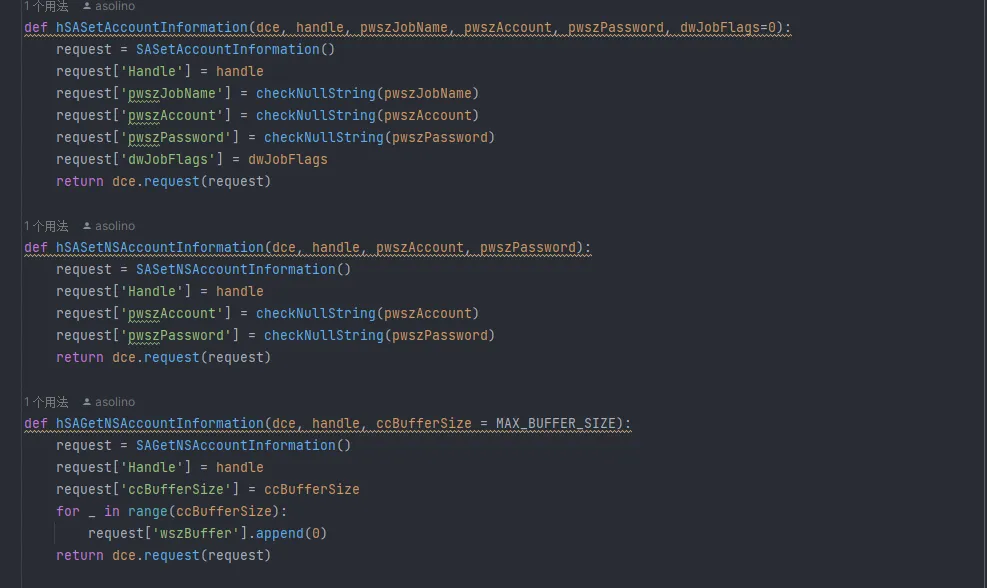 1个用法 asolino
def hSASetAccountInformation(dce, handle, pwszJobName, pwszAccount, pwszPassword, dwJobFlags=0):
    request = SASetAccountInformation()
    request['Handle'] = handle
    request['pwszJobName'] = checkNullString(pwszJobName)
    request['pwszAccount'] = checkNullString(pwszAccount)
    request['pwszPassword'] = checkNullString(pwszPassword)
    request['dwJobFlags'] = dwJobFlags
    return dce.request(request)
1个用法 asolino
def hSASetNSAccountInformation(dce, handle, pwszAccount, pwszPassword):
    request = SASetNSAccountInformation()
    request['Handle'] = handle
    request['pwszAccount'] = checkNullString(pwszAccount)
    request['pwszPassword'] = checkNullString(pwszPassword)
    return dce.request(request)
1个用法 asolino
def hSAGetNSAccountInformation(dce, handle, ccBufferSize = MAX_BUFFER_SIZE):
    request = SAGetNSAccountInformation()
    request['Handle'] = handle
    request['ccBufferSize'] = ccBufferSize
    for _ in range(ccBufferSize):
        request['wszBuffer'].append(0)
    return dce.request(request)